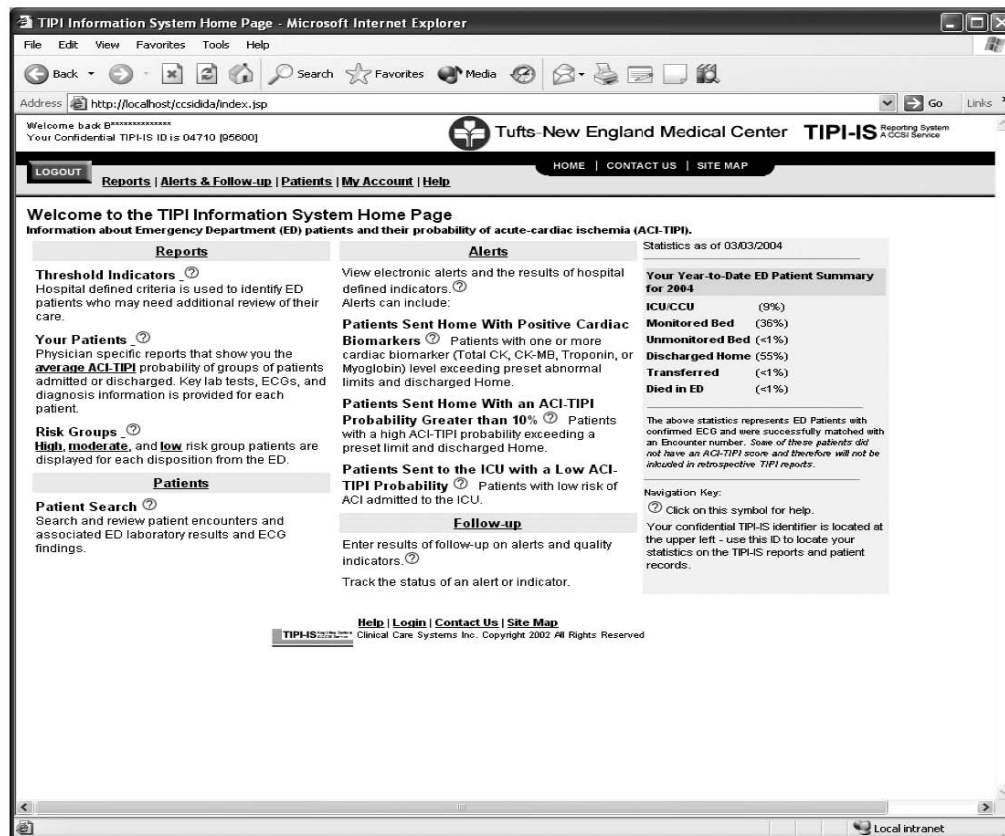 TIPI Information System Home Page - Microsoft Internet Explorer
File Edit View Favorites Tools Help
Back Search Favorites Media
Address http://localhost/ccsidida/index.jsp Go Links
Welcome back B**************
Your Confidential TIPI-IS ID is 04710 [95600]
Tufts-New England Medical Center TIPI-IS Reporting System
A CCSI Service
HOME | CONTACT US | SITE MAP
LOGOUT
Reports | Alerts & Follow-up | Patients | My Account | Help
Welcome to the TIPI Information System Home Page
Information about Emergency Department (ED) patients and their probability of acute-cardiac ischemia (ACI-TIPI).
Reports
Threshold Indicators
Hospital defined criteria is used to identify ED
patients who may need additional review of their
care.
Your Patients
Physician specific reports that show you the
average ACI-TIPI probability of groups of patients
admitted or discharged. Key lab tests, ECGs, and
diagnosis information is provided for each
patient.
Risk Groups
High, moderate, and low risk group patients are
displayed for each disposition from the ED.
Patients
Patient Search
Search and review patient encounters and
associated ED laboratory results and ECG
findings.
Alerts
View electronic alerts and the results of hospital
defined indicators.
Alerts can include:
Patients Sent Home With Positive Cardiac
Biomarkers Patients with one or more
cardiac biomarker (Total CK, CK-MB, Troponin, or
Myoglobin) level exceeding preset abnormal
limits and discharged Home.
Patients Sent Home With an ACI-TIPI
Probability Greater than 10% Patients
with a high ACI-TIPI probability exceeding a
preset limit and discharged Home.
Patients Sent to the ICU with a Low ACI-
TIPI Probability Patients with low risk of
ACI admitted to the ICU.
Follow-up
Enter results of follow-up on alerts and quality
indicators.
Track the status of an alert or indicator.
Statistics as of 03/03/2004
Your Year-to-Date ED Patient Summary
for 2004
ICU/CCU (9%)
Monitored Bed (36%)
Unmonitored Bed (<1%)
Discharged Home (55%)
Transferred (<1%)
Died in ED (<1%)
The above statistics represents ED Patients with
confirmed ECG and were successfully matched with
an Encounter number. Some of these patients did
not have an ACI-TIPI score and therefore will not be
inlcuded in retrospective TIPI reports.
Navigation Key:
Click on this symbol for help.
Your confidential TIPI-IS identifier is located at
the upper left - use this ID to locate your
statistics on the TIPI-IS reports and patient
records.
Help | Login | Contact Us | Site Map
TIPI-IS Clinical Care Systems Inc. Copyright 2002 All Rights Reserved
Local intranet